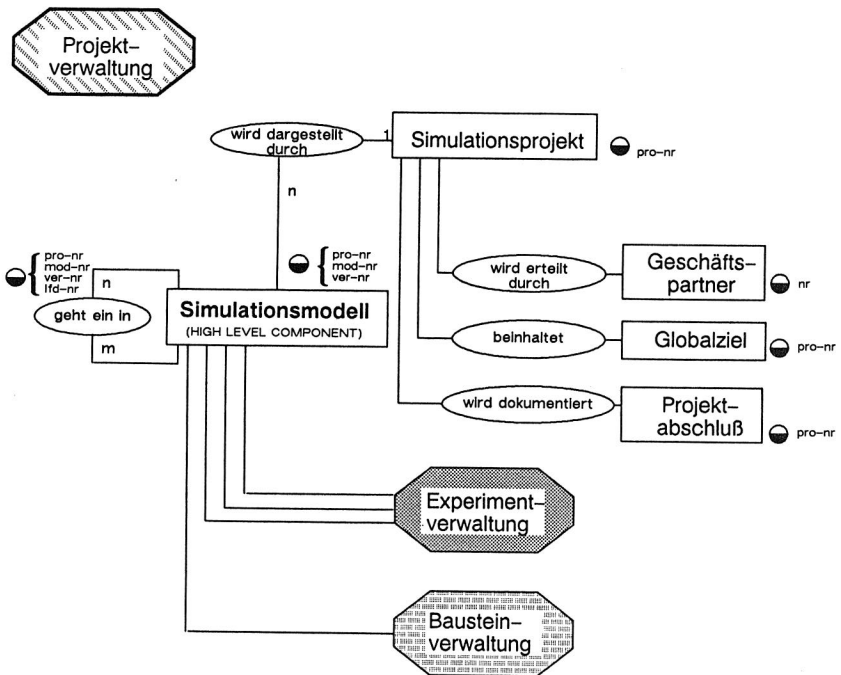 Projekt–
verwaltung
wird dargestellt
durch
1
Simulationsprojekt
pro–nr
n
pro–nr
mod–nr
ver–nr
lfd–nr
n
geht ein in
m
pro–nr
mod–nr
ver–nr
Simulationsmodell
(HIGH LEVEL COMPONENT)
wird erteilt
durch
Geschäfts–
partner
nr
beinhaltet
Globalziel
pro–nr
wird dokumentiert
Projekt–
abschluß
pro–nr
Experiment–
verwaltung
Baustein–
verwaltung